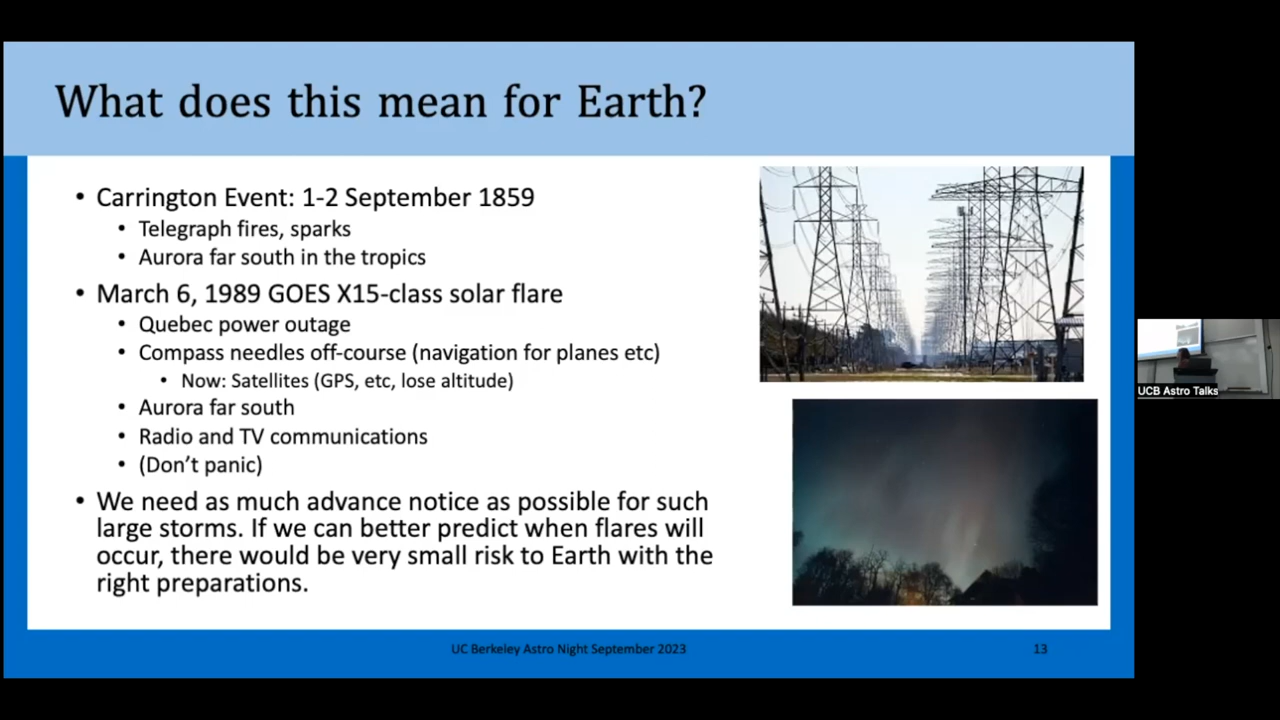 What does this mean for Earth?
• Carrington Event: 1-2 September 1859
• Telegraph fires, sparks
• Aurora far south in the tropics
• March 6, 1989 GOES X15-class solar flare
• Quebec power outage
• Compass needles off-course (navigation for planes etc)
• Now: Satellites (GPS, etc, lose altitude)
• Aurora far south
• Radio and TV communications
• (Don't panic)
• We need as much advance notice as possible for such
large storms. If we can better predict when flares will
occur, there would be very small risk to Earth with the
right preparations.
UC Berkeley Astro Night September 2023
13
UCB Astro Talks